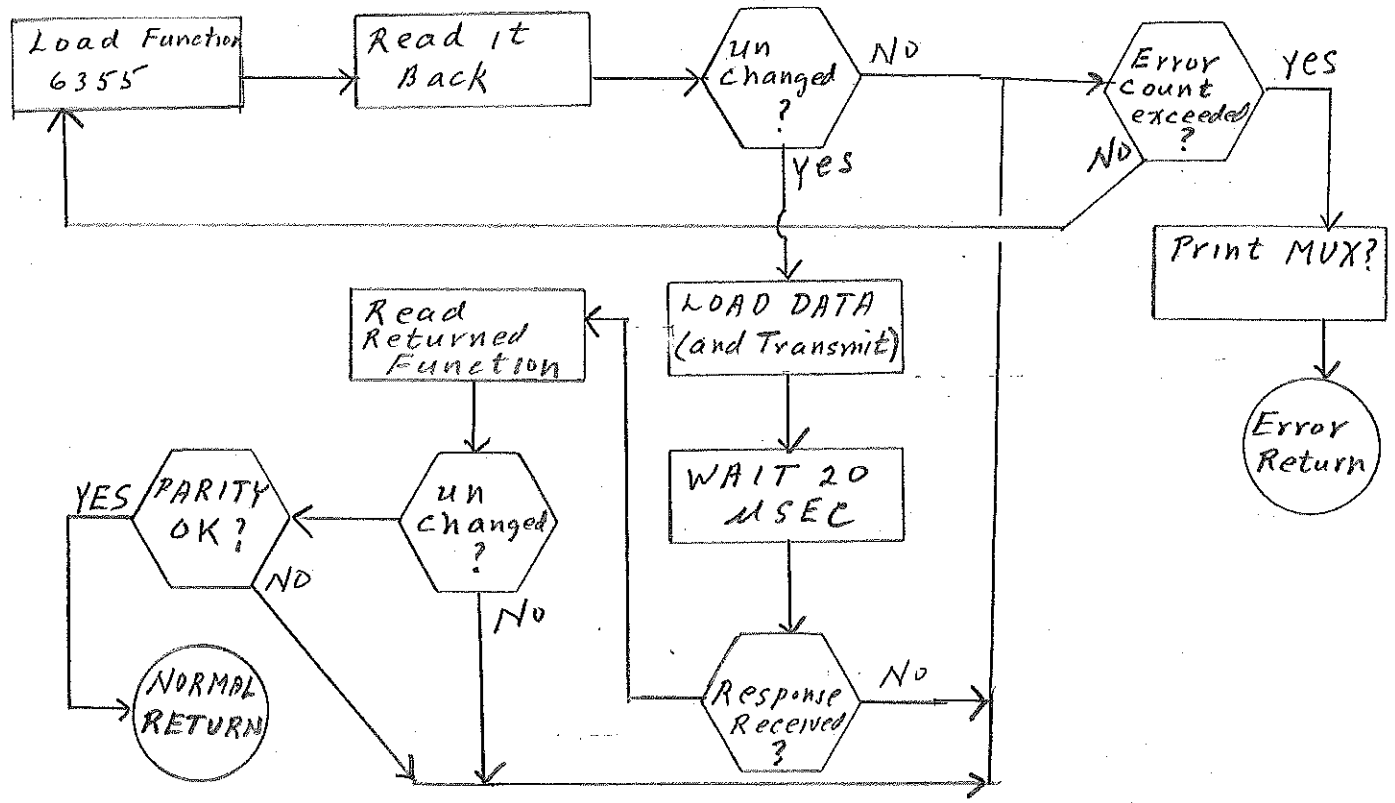 Load Function
6355
Read it
Back
un
changed
?
NO
yes
Error
count
exceeded
?
yes
NO
Print MUX?
Error
Return
LOAD DATA
(and Transmit)
WAIT 20
μSEC
Response
Received
?
NO
Read
Returned
Function
un
changed
?
NO
PARITY
OK?
YES
NO
NORMAL
RETURN